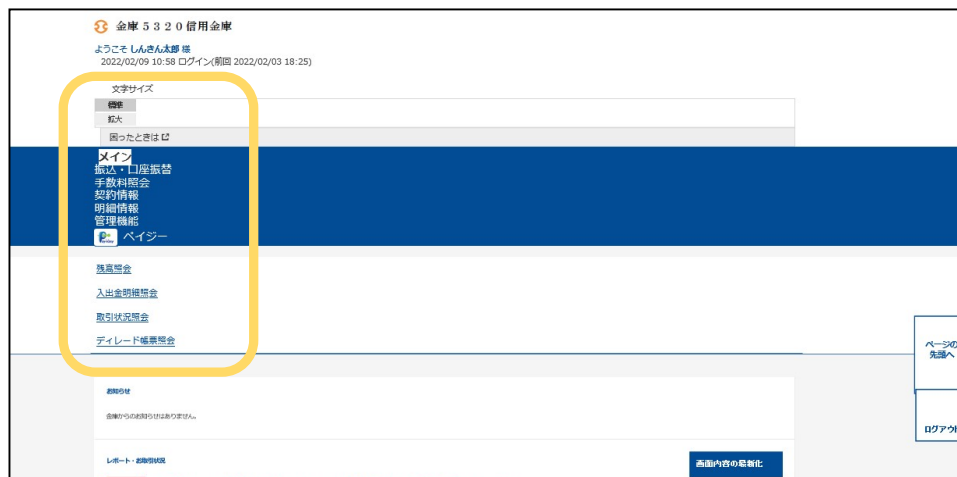 金庫５３２０信用金庫
ようこそ しんきん太郎 様
2022/02/09 10:58 ログイン(前回 2022/02/03 18:25)
文字サイズ
標準
拡大
困ったときは
メイン
振込・口座振替
手数料照会
契約情報
明細情報
管理機能
ペイジー
残高照会
入出金明細照会
取引状況照会
ディレード帳票照会
ページの
先頭へ
お知らせ
金庫からのお知らせはありません。
ログアウト
レポート・お取引状況
画面内容の最新化